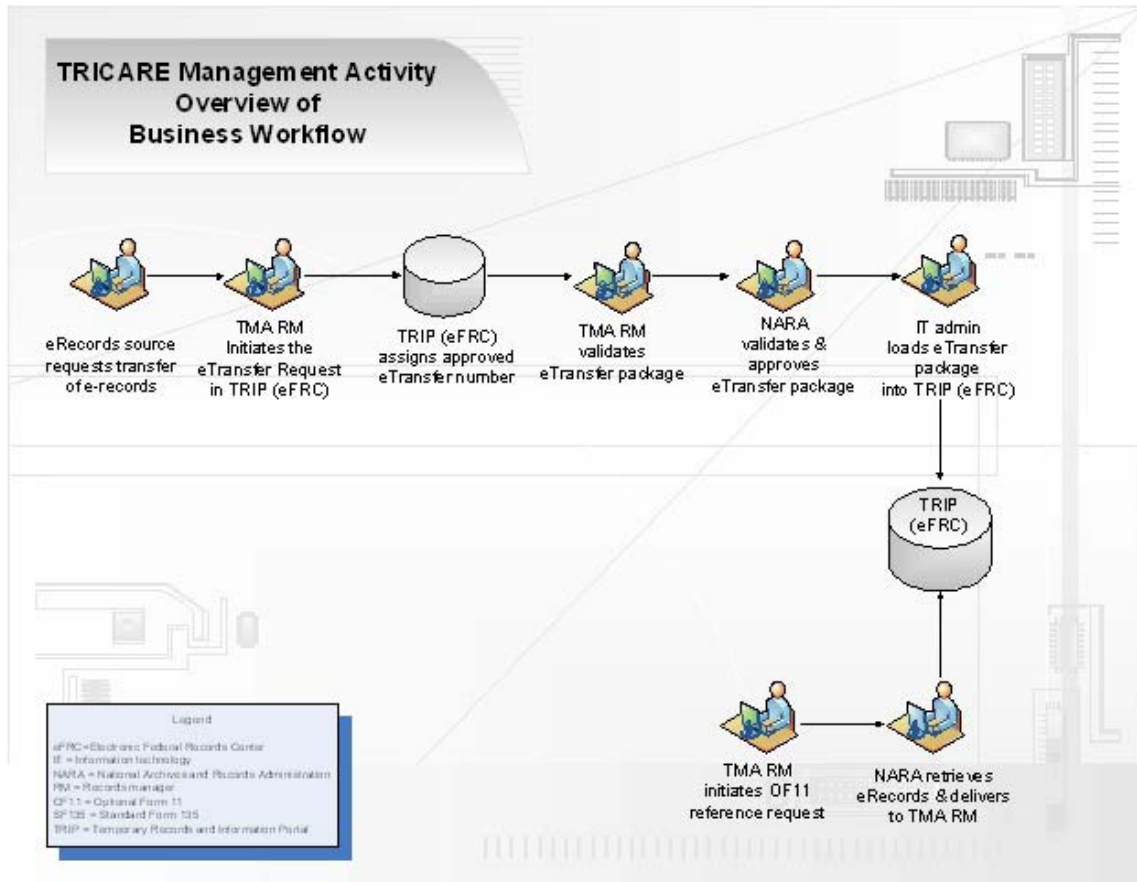 TRICARE Management Activity
Overview of
Business Workflow
eRecords source
requests transfer
of e-records
TMA RM
Initiates the
eTransfer Request
in TRIP (eFRC)
TRIP (eFRC)
assigns approved
eTransfer number
TMA RM
validates
eTransfer package
NARA
validates &
approves
eTransfer package
IT admin
loads eTransfer
package
into TRIP (eFRC)
TRIP
(eFRC)
TMA RM
initiates OF11
reference request
NARA retrieves
eRecords & delivers
to TMA RM
Legend
eFRC=Electronic Federal Records Center
IT = Information technology
NARA = National Archives and Records Administration
RM = Records manager
OF11 = Optional Form 11
SF135 = Standard Form 135
TRIP = Temporary Records and Information Portal